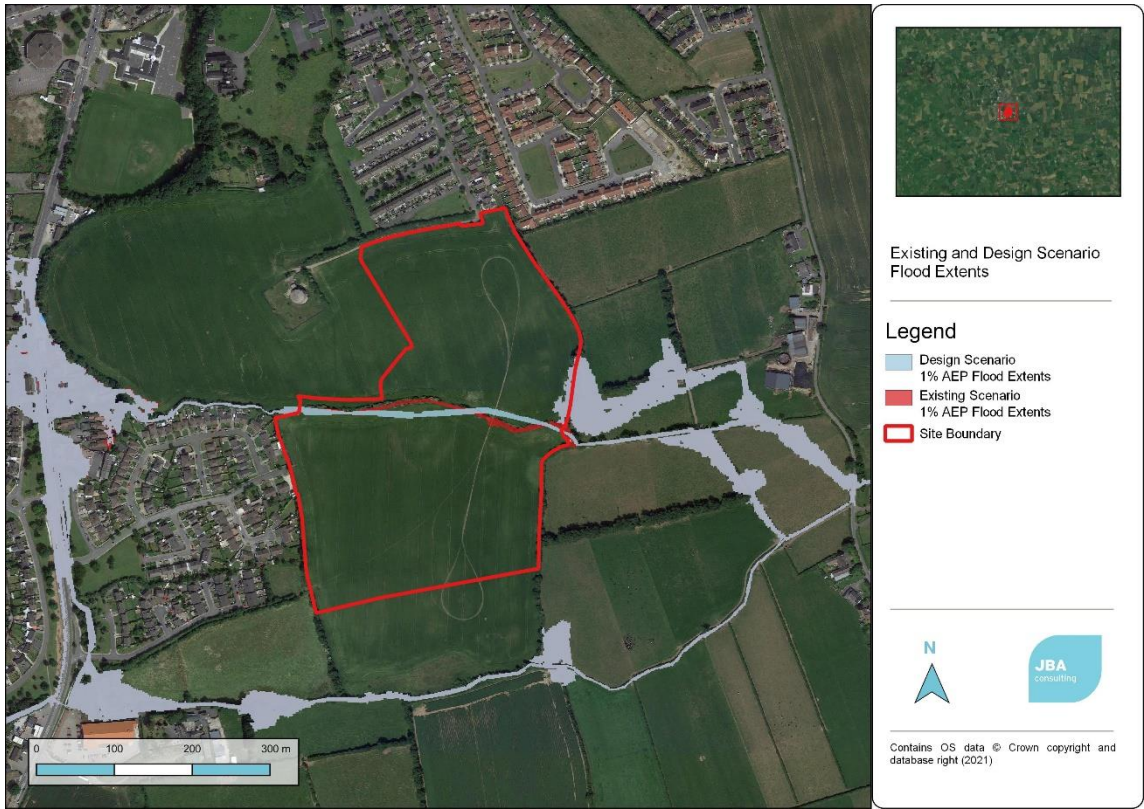 Existing and Design Scenario
Flood Extents
Legend
Design Scenario
1% AEP Flood Extents
Existing Scenario
1% AEP Flood Extents
Site Boundary
N
JBA
consulting
Contains OS data © Crown copyright and
database right (2021)
0 100 200 300 m